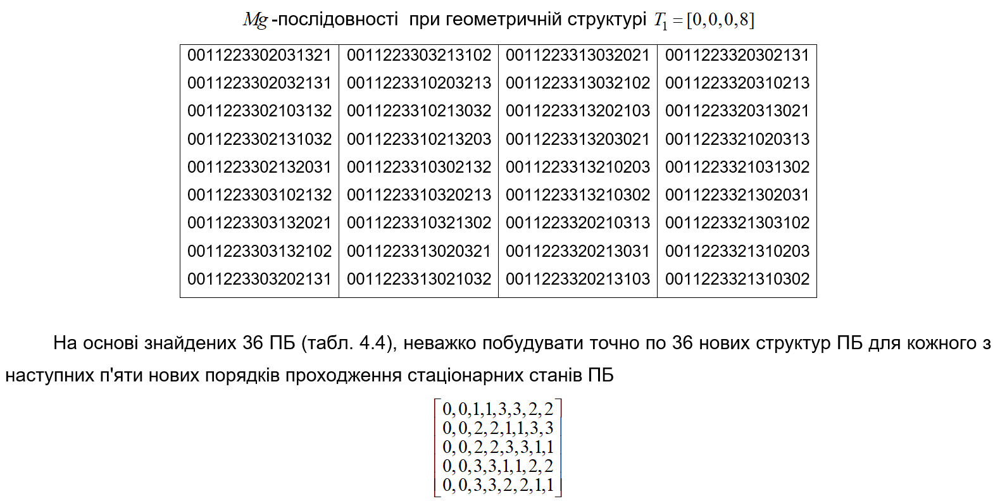 Mg -послідовності при геометричній структурі T₁ = [0,0,0,8]
0011223302031321 0011223303213102 0011223313032021 0011223320302131
0011223302032131 0011223310203213 0011223313032102 0011223320310213
0011223302103132 0011223310213032 0011223313202103 0011223320313021
0011223302131032 0011223310213203 0011223313203021 0011223321020313
0011223302132031 0011223310302132 0011223313210203 0011223321031302
0011223303102132 0011223310320213 0011223313210302 0011223321302031
0011223303132021 0011223310321302 0011223320210313 0011223321303102
0011223303132102 0011223313020321 0011223320213031 0011223321310203
0011223303202131 0011223313021032 0011223320213103 0011223321310302
На основі знайдених 36 ПБ (табл. 4.4), неважко побудувати точно по 36 нових структур ПБ для кожного з
наступних п'яти нових порядків проходження стаціонарних станів ПБ
0,0,1,1,3,3,2,2
0,0,2,2,1,1,3,3
0,0,2,2,3,3,1,1
0,0,3,3,1,1,2,2
0,0,3,3,2,2,1,1